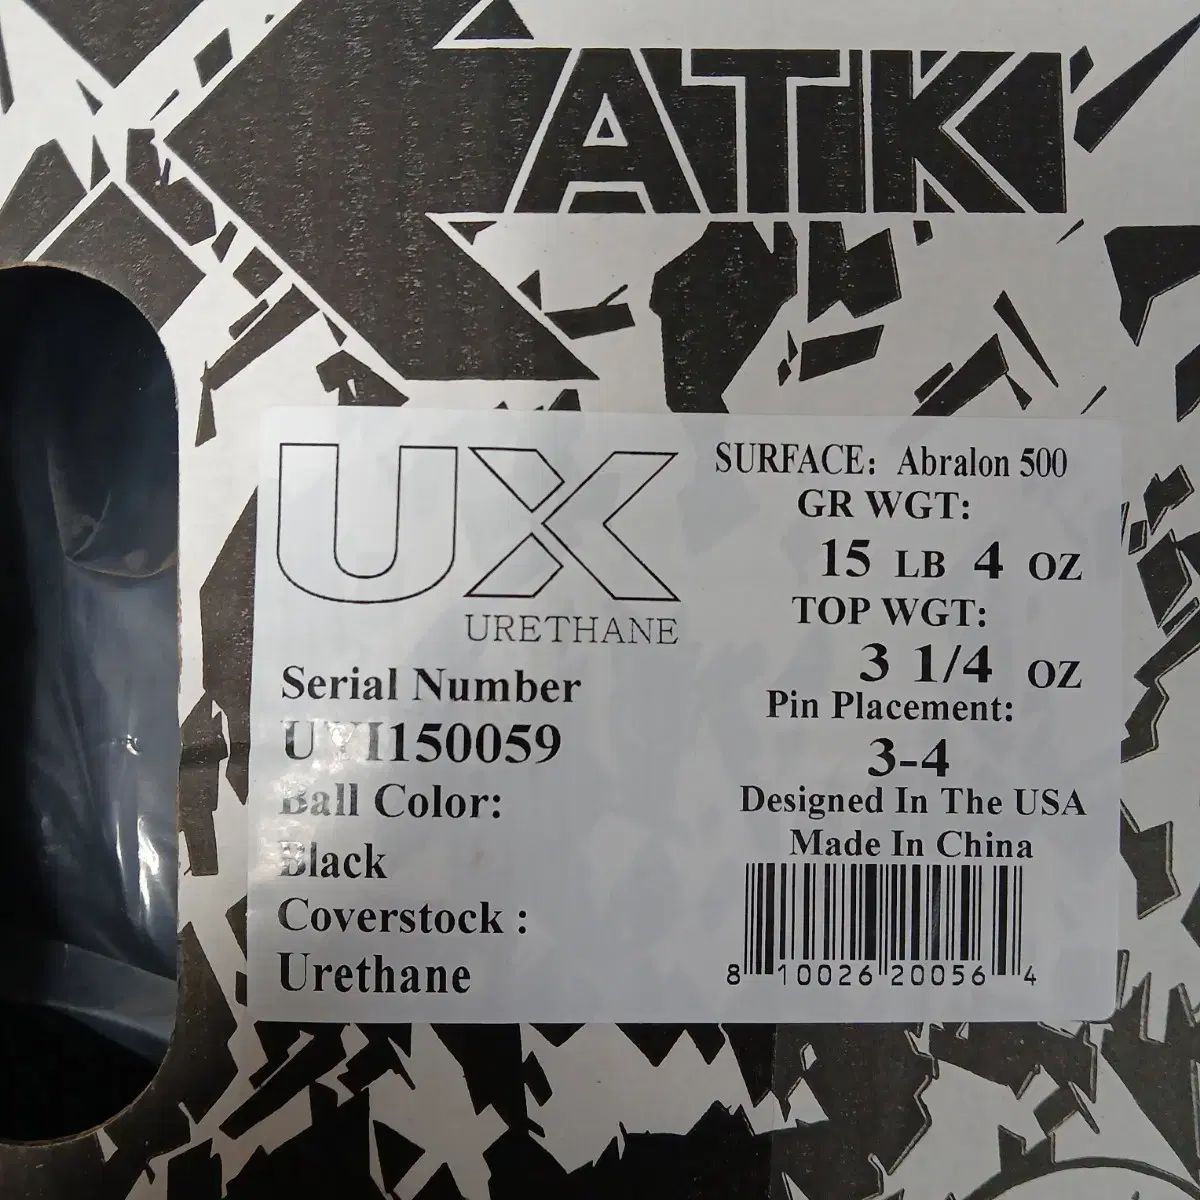 ATIK
UX
URETHANE
Serial Number
Ball Color:
Black
Coverstock :
Urethane
SURFACE: Abralon 500
GR WGT:
15 LB 4 OZ
TOP WGT:
3 1/4 OZ
Pin Placement:
3-4
Designed In The USA
Made In China
8 10026 20056 4